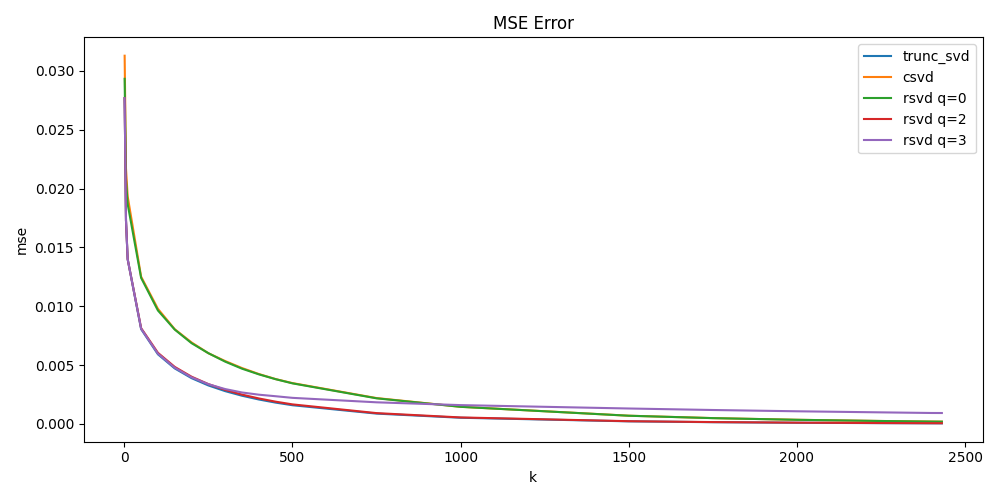 MSE Error
trunc_svd
csvd
rsvd q=0
rsvd q=2
rsvd q=3
mse
0.030
0.025
0.020
0.015
0.010
0.005
0.000
0 500 1000 1500 2000 2500
k